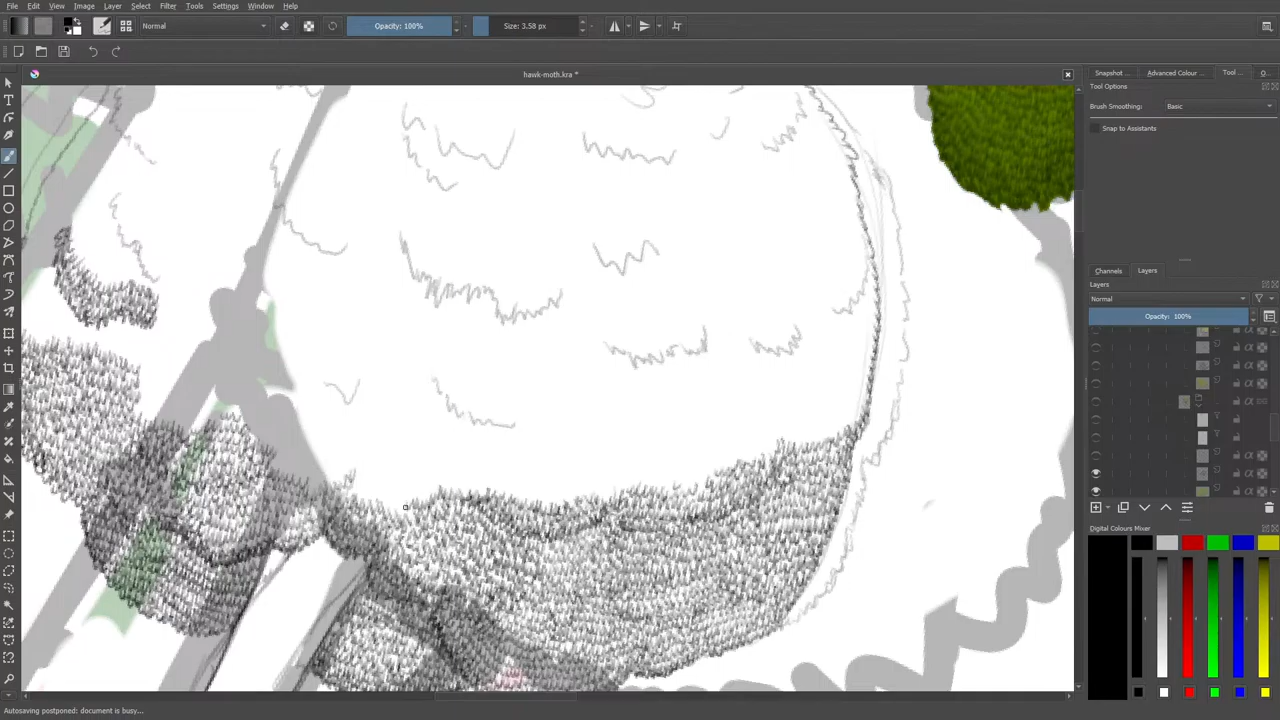 File Edit View Image Layer Select Filter Tools Settings Window Help
Normal Opacity: 100% Size: 3.58 px
hawk-moth.kra *
Snapshot ... Advanced Colour ... Tool ... O...
Tool Options
Brush Smoothing: Basic
Snap to Assistants
Channels Layers
Layers
Normal
Opacity: 100%
Digital Colours Mixer
Autosaving postponed: document is busy...